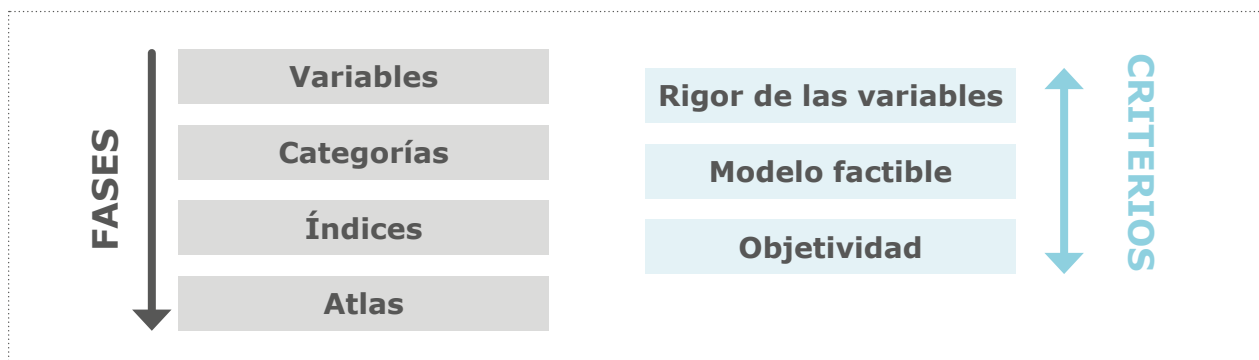 FASES
Variables
Categorías
Índices
Atlas
Rigor de las variables
Modelo factible
Objetividad
CRITERIOS